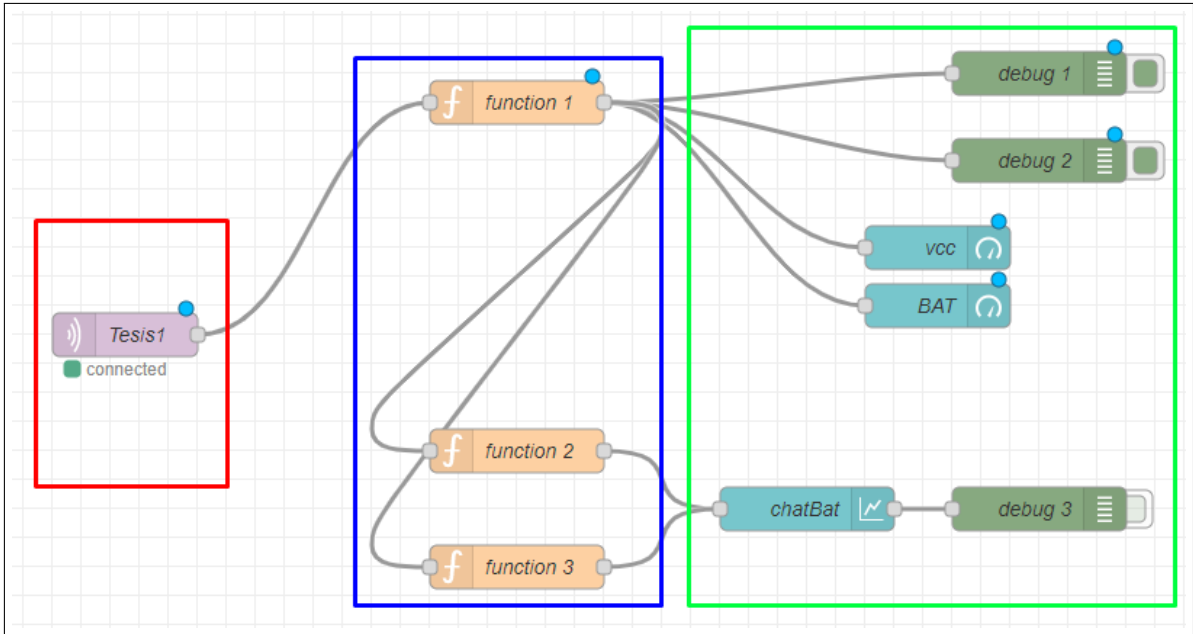 function 1
debug 1
debug 2
vcc
BAT
Tesis1
connected
function 2
chatBat
debug 3
function 3